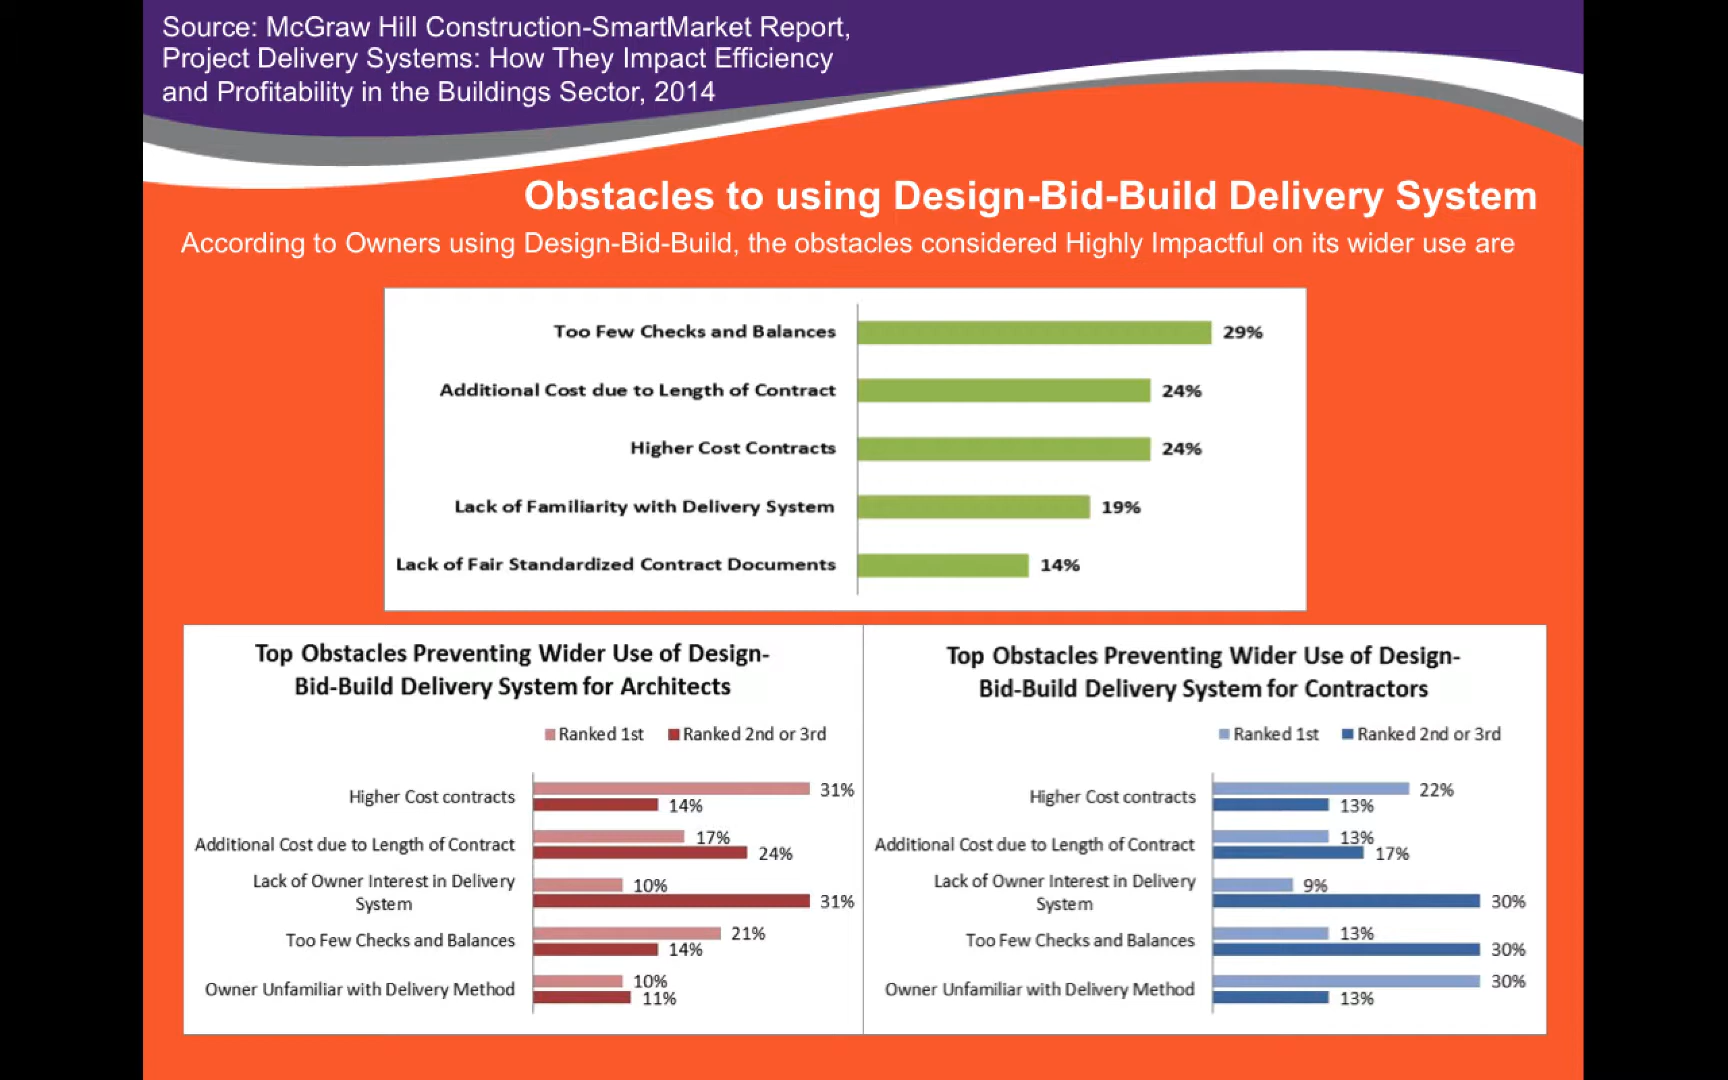 Source: McGraw Hill Construction-SmartMarket Report,
Project Delivery Systems: How They Impact Efficiency
and Profitability in the Buildings Sector, 2014
Obstacles to using Design-Bid-Build Delivery System
According to Owners using Design-Bid-Build, the obstacles considered Highly Impactful on its wider use are
Too Few Checks and Balances 29%
Additional Cost due to Length of Contract 24%
Higher Cost Contracts 24%
Lack of Familiarity with Delivery System 19%
Lack of Fair Standardized Contract Documents 14%
Top Obstacles Preventing Wider Use of Design-
Bid-Build Delivery System for Architects
Ranked 1st Ranked 2nd or 3rd
Higher Cost contracts 31%
14%
Additional Cost due to Length of Contract 17%
24%
Lack of Owner Interest in Delivery 10%
System 31%
Too Few Checks and Balances 21%
14%
Owner Unfamiliar with Delivery Method 10%
11%
Top Obstacles Preventing Wider Use of Design-
Bid-Build Delivery System for Contractors
Ranked 1st Ranked 2nd or 3rd
Higher Cost contracts 22%
13%
Additional Cost due to Length of Contract 13%
17%
Lack of Owner Interest in Delivery 9%
System 30%
Too Few Checks and Balances 13%
30%
Owner Unfamiliar with Delivery Method 30%
13%